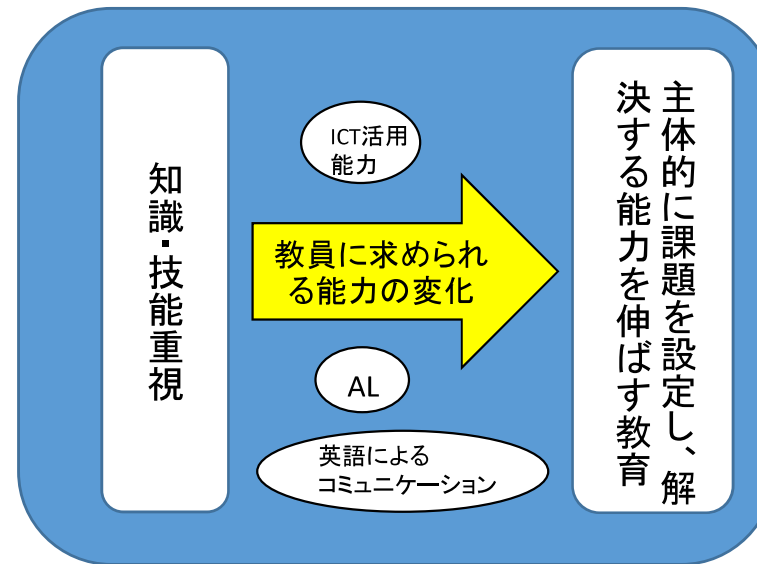 知識・技能重視
ICT活用
能力
教員に求められ
る能力の変化
AL
英語による
コミュニケーション
主体的に課題を設定し、解
決する能力を伸ばす教育